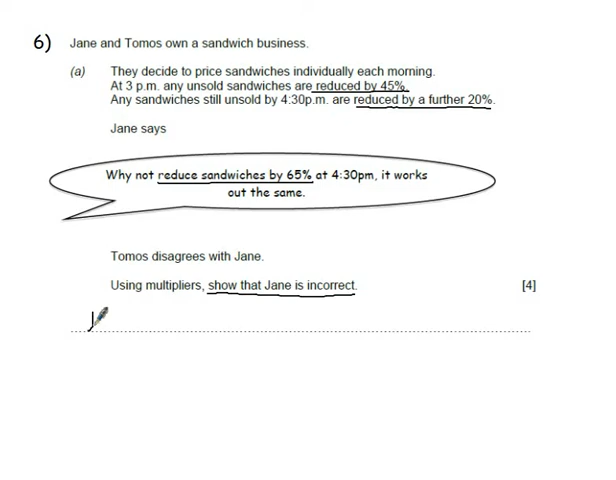 6) Jane and Tomos own a sandwich business.
(a) They decide to price sandwiches individually each morning.
At 3 p.m. any unsold sandwiches are reduced by 45%.
Any sandwiches still unsold by 4:30p.m. are reduced by a further 20%.
Jane says
Why not reduce sandwiches by 65% at 4:30pm, it works
out the same.
Tomos disagrees with Jane.
Using multipliers, show that Jane is incorrect. [4]